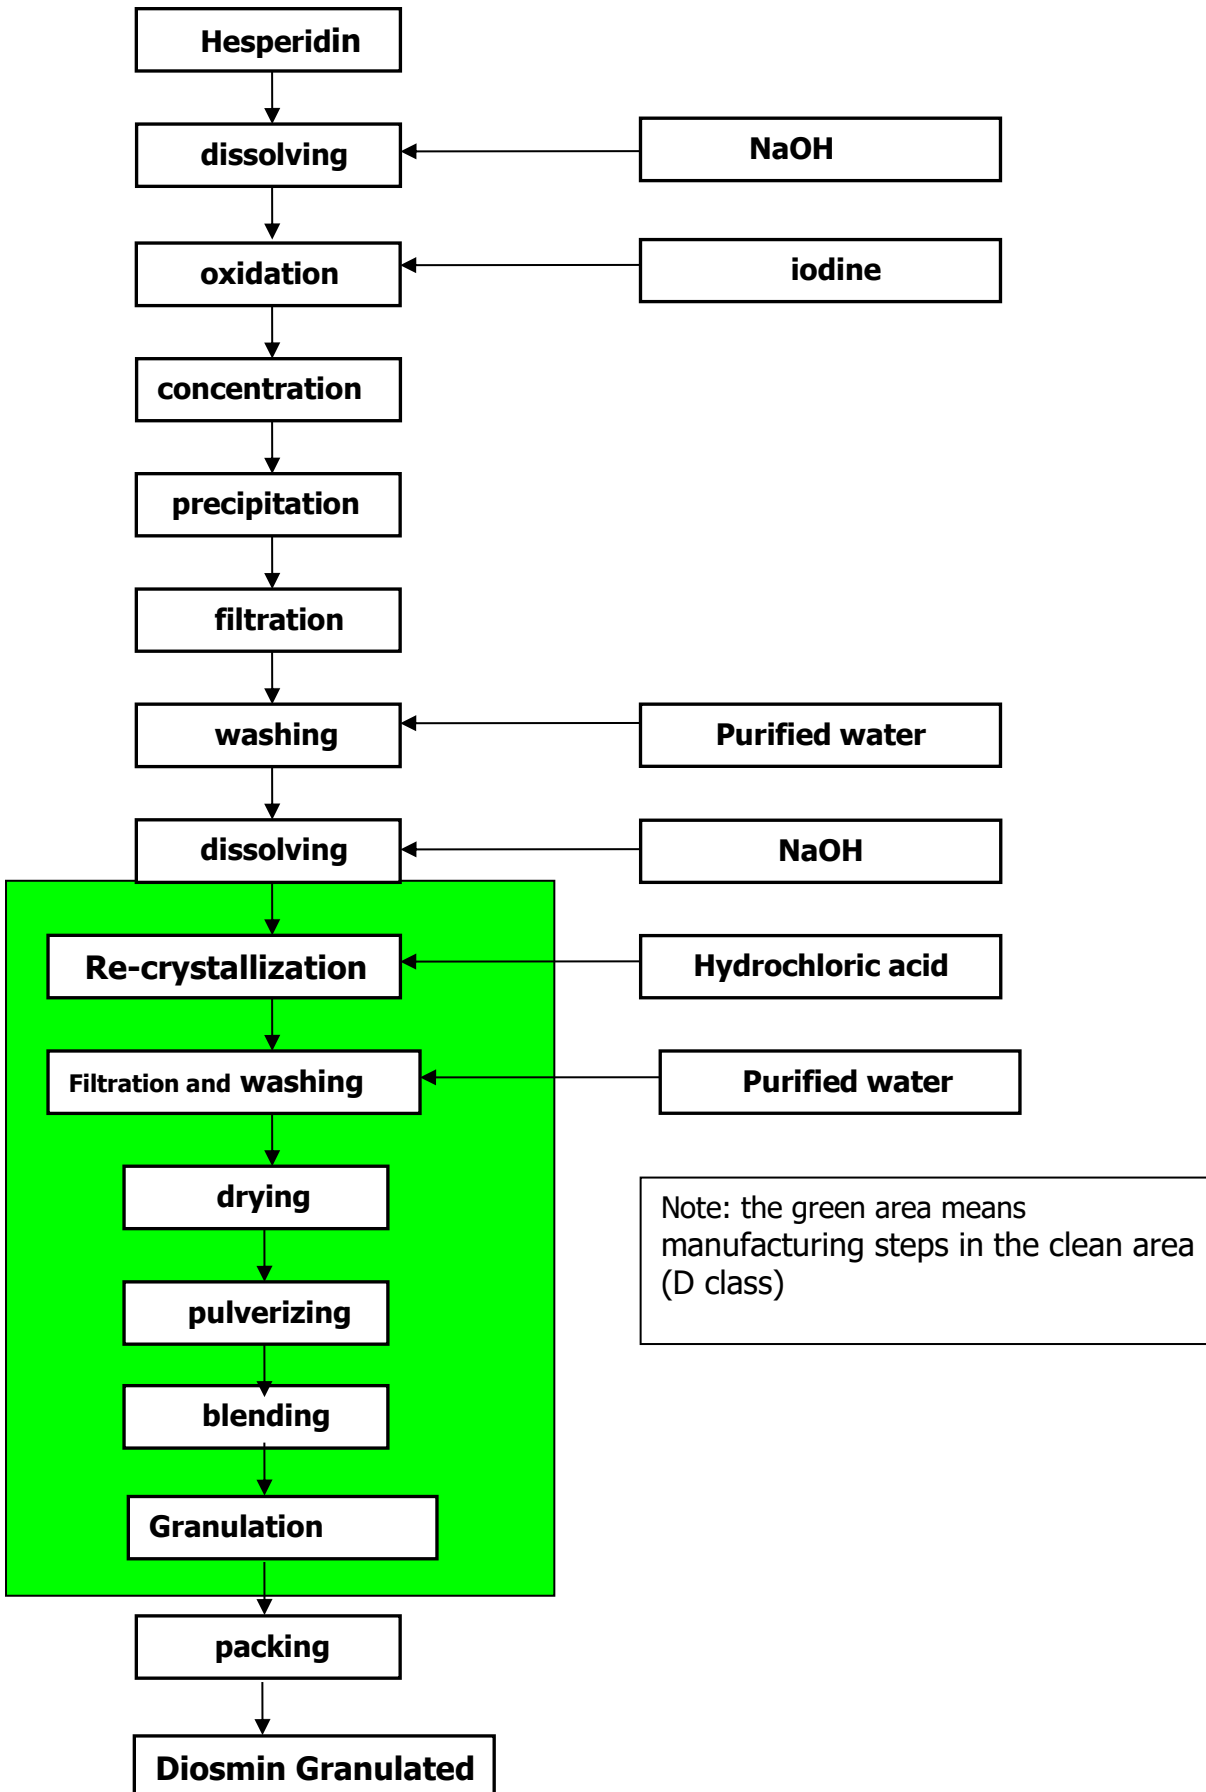 Hesperidin
dissolving
NaOH
oxidation
iodine
concentration
precipitation
filtration
washing
Purified water
dissolving
NaOH
Re-crystallization
Hydrochloric acid
Filtration and washing
Purified water
drying
Note: the green area means
manufacturing steps in the clean area
(D class)
pulverizing
blending
Granulation
packing
Diosmin Granulated